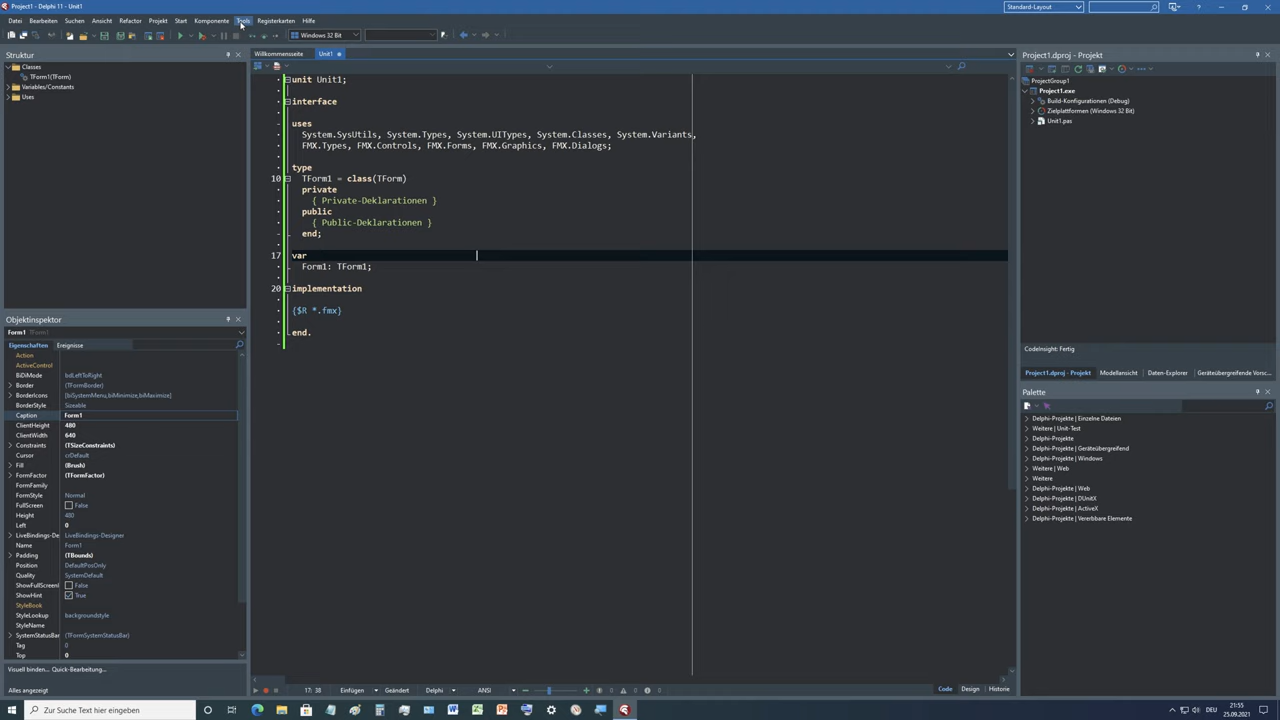 Project1 - Delphi 11 - Unit1
Standard-Layout
Datei Bearbeiten Suchen Ansicht Refactor Projekt Start Komponente Tools Registerkarten Hilfe
Windows 32 Bit
Struktur
Classes
TForm1(TForm)
Variables/Constants
Uses
Willkommensseite Unit1
unit Unit1;
interface
uses
System.SysUtils, System.Types, System.UITypes, System.Classes, System.Variants,
FMX.Types, FMX.Controls, FMX.Forms, FMX.Graphics, FMX.Dialogs;
type
10 TForm1 = class(TForm)
private
{ Private-Deklarationen }
public
{ Public-Deklarationen }
end;
17 var
Form1: TForm1;
20 implementation
{$R *.fmx}
end.
Objektinspektor
Form1 TForm1
Eigenschaften Ereignisse
Action
ActiveControl
BiDiMode bdLeftToRight
Border (TFormBorder)
BorderIcons [biSystemMenu,biMinimize,biMaximize]
BorderStyle Sizeable
Caption Form1
ClientHeight 480
ClientWidth 640
Constraints (TSizeConstraints)
Cursor crDefault
Fill (Brush)
FormFactor (TFormFactor)
FormFamily
FormStyle Normal
FullScreen False
Height 480
Left 0
LiveBindings-De LiveBindings-Designer
Name Form1
Padding (TBounds)
Position DefaultPosOnly
Quality SystemDefault
ShowFullScreenI False
ShowHint True
StyleBook
StyleLookup backgroundstyle
StyleName
SystemStatusBar (TFormSystemStatusBar)
Tag 0
Top 0
Visuell binden... Quick-Bearbeitung...
Alles angezeigt
17: 38 Einfügen Geändert Delphi ANSI 0 0 0
Code Design Historie
Project1.dproj - Projekt
ProjectGroup1
Project1.exe
Build-Konfigurationen (Debug)
Zielplattformen (Windows 32 Bit)
Unit1.pas
CodeInsight: Fertig
Project1.dproj - Projekt Modellansicht Daten-Explorer Geräteübergreifende Vorsc...
Palette
Delphi-Projekte | Einzelne Dateien
Weitere | Unit-Test
Delphi-Projekte
Delphi-Projekte | Geräteübergreifend
Delphi-Projekte | Windows
Weitere | Web
Weitere
Delphi-Projekte | Web
Delphi-Projekte | DUnitX
Delphi-Projekte | ActiveX
Delphi-Projekte | Vererbbare Elemente
Zur Suche Text hier eingeben
DEU
21:55
25.09.2021